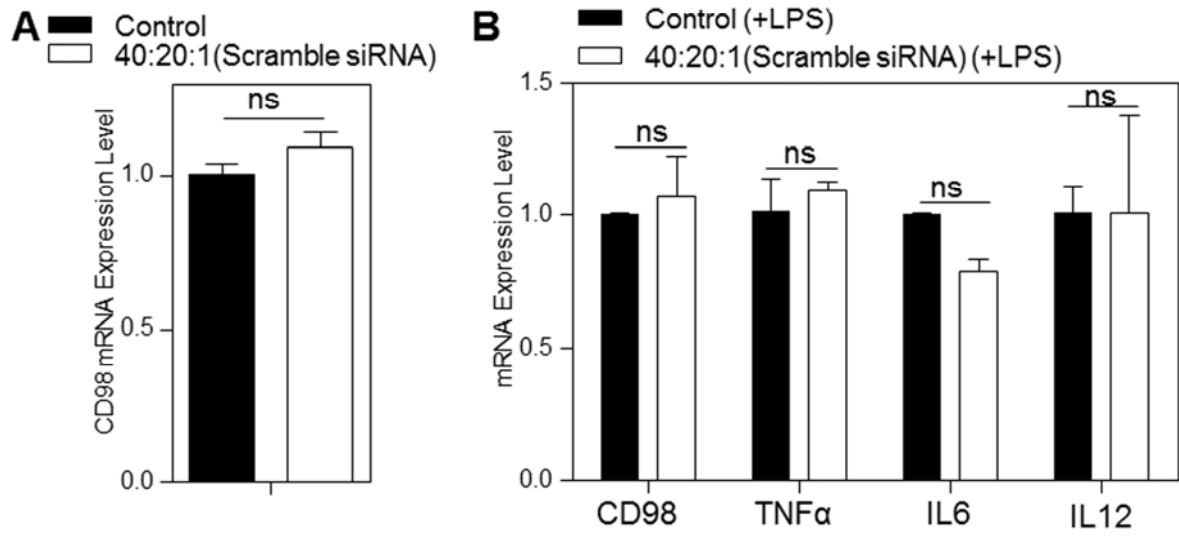 A
Control
40:20:1(Scramble siRNA)
CD98 mRNA Expression Level
ns
1.0
0.5
0.0
B
Control (+LPS)
40:20:1(Scramble siRNA) (+LPS)
mRNA Expression Level
1.5
1.0
0.5
0.0
ns
ns
ns
ns
CD98
TNFα
IL6
IL12